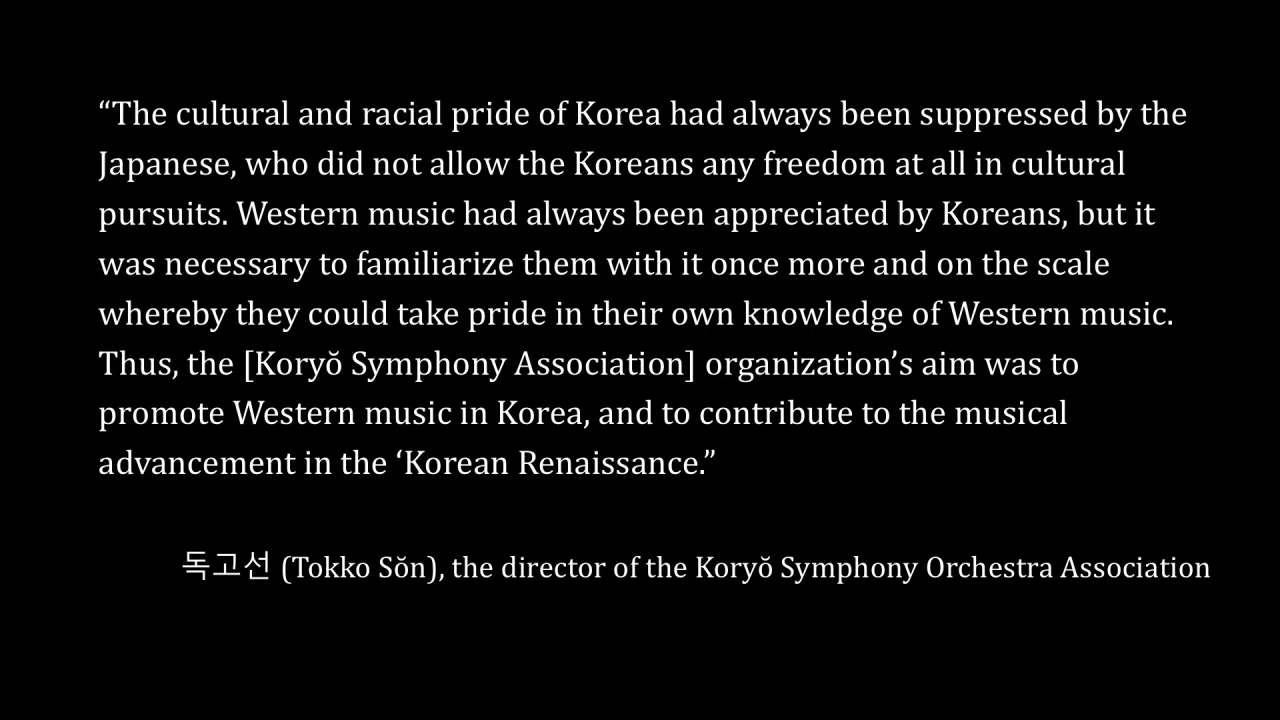 “The cultural and racial pride of Korea had always been suppressed by the
Japanese, who did not allow the Koreans any freedom at all in cultural
pursuits. Western music had always been appreciated by Koreans, but it
was necessary to familiarize them with it once more and on the scale
whereby they could take pride in their own knowledge of Western music.
Thus, the [Koryŏ Symphony Association] organization’s aim was to
promote Western music in Korea, and to contribute to the musical
advancement in the ‘Korean Renaissance.”
독고선 (Tokko Sŏn), the director of the Koryŏ Symphony Orchestra Association